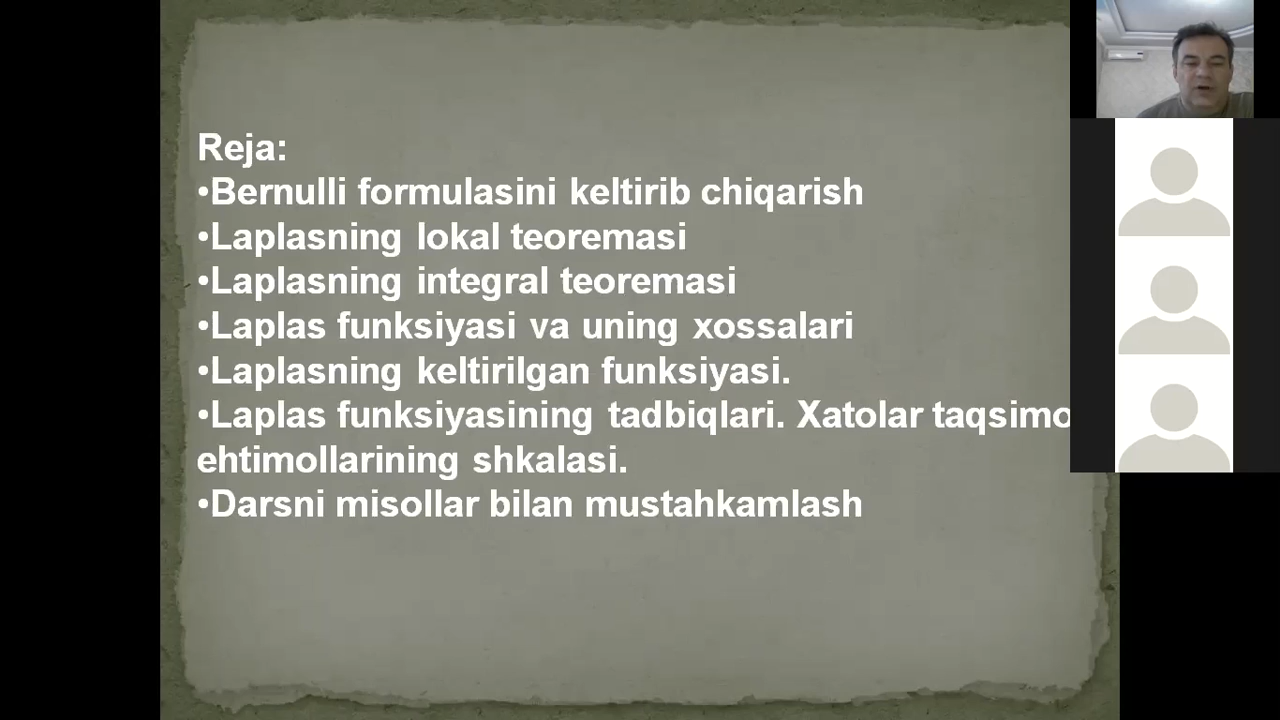 Reja:
•Bernulli formulasini keltirib chiqarish
•Laplasning lokal teoremasi
•Laplasning integral teoremasi
•Laplas funksiyasi va uning xossalari
•Laplasning keltirilgan funksiyasi.
•Laplas funksiyasining tadbiqlari. Xatolar taqsimo
ehtimollarining shkalasi.
•Darsni misollar bilan mustahkamlash